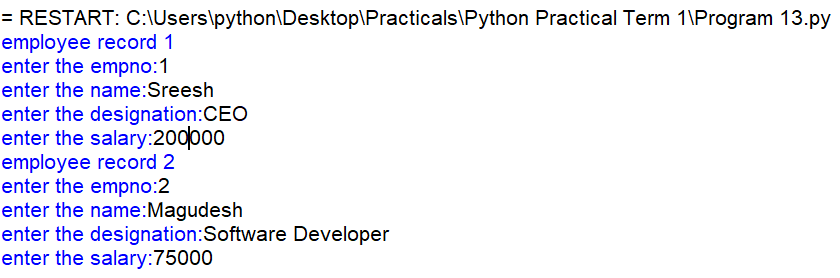 = RESTART: C:\Users\python\Desktop\Practicals\Python Practical Term 1\Program 13.py
employee record 1
enter the empno:1
enter the name:Sreesh
enter the designation:CEO
enter the salary:200000
employee record 2
enter the empno:2
enter the name:Magudesh
enter the designation:Software Developer
enter the salary:75000